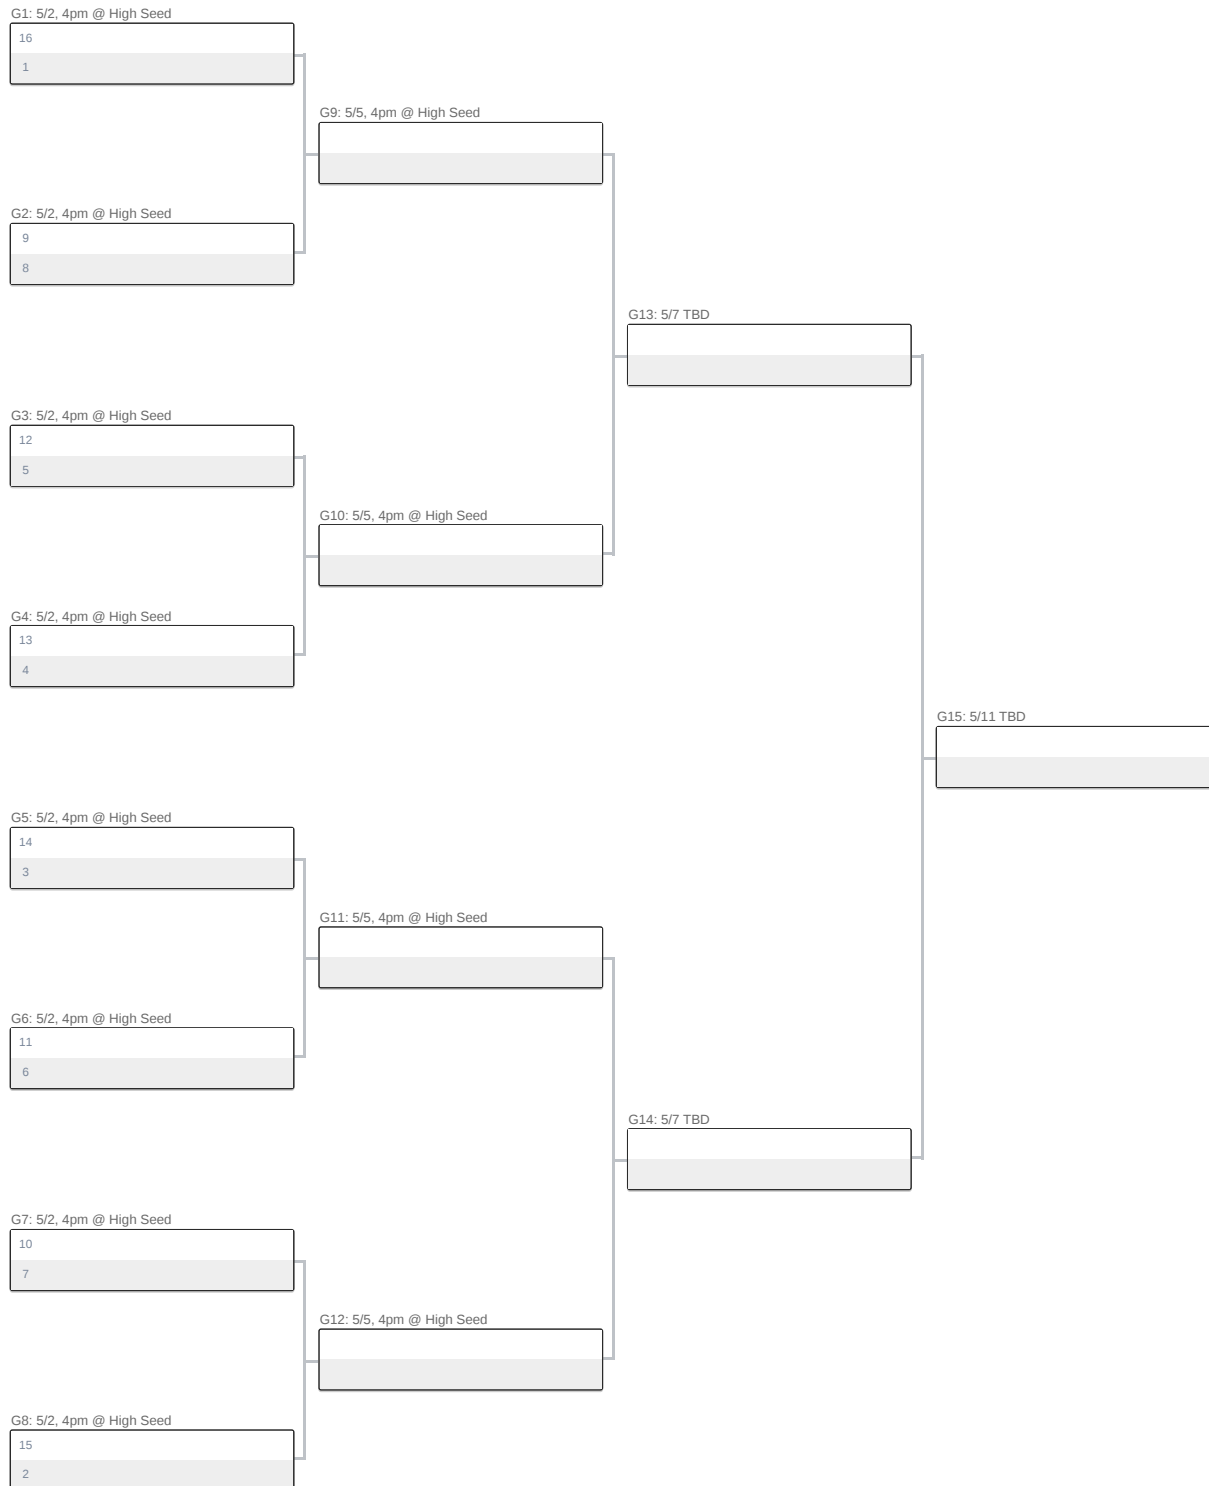 G1: 5/2, 4pm @ High Seed
16
1
G9: 5/5, 4pm @ High Seed
G2: 5/2, 4pm @ High Seed
9
8
G13: 5/7 TBD
G3: 5/2, 4pm @ High Seed
12
5
G10: 5/5, 4pm @ High Seed
G4: 5/2, 4pm @ High Seed
13
4
G15: 5/11 TBD
G5: 5/2, 4pm @ High Seed
14
3
G11: 5/5, 4pm @ High Seed
G6: 5/2, 4pm @ High Seed
11
6
G14: 5/7 TBD
G7: 5/2, 4pm @ High Seed
10
7
G12: 5/5, 4pm @ High Seed
G8: 5/2, 4pm @ High Seed
15
2